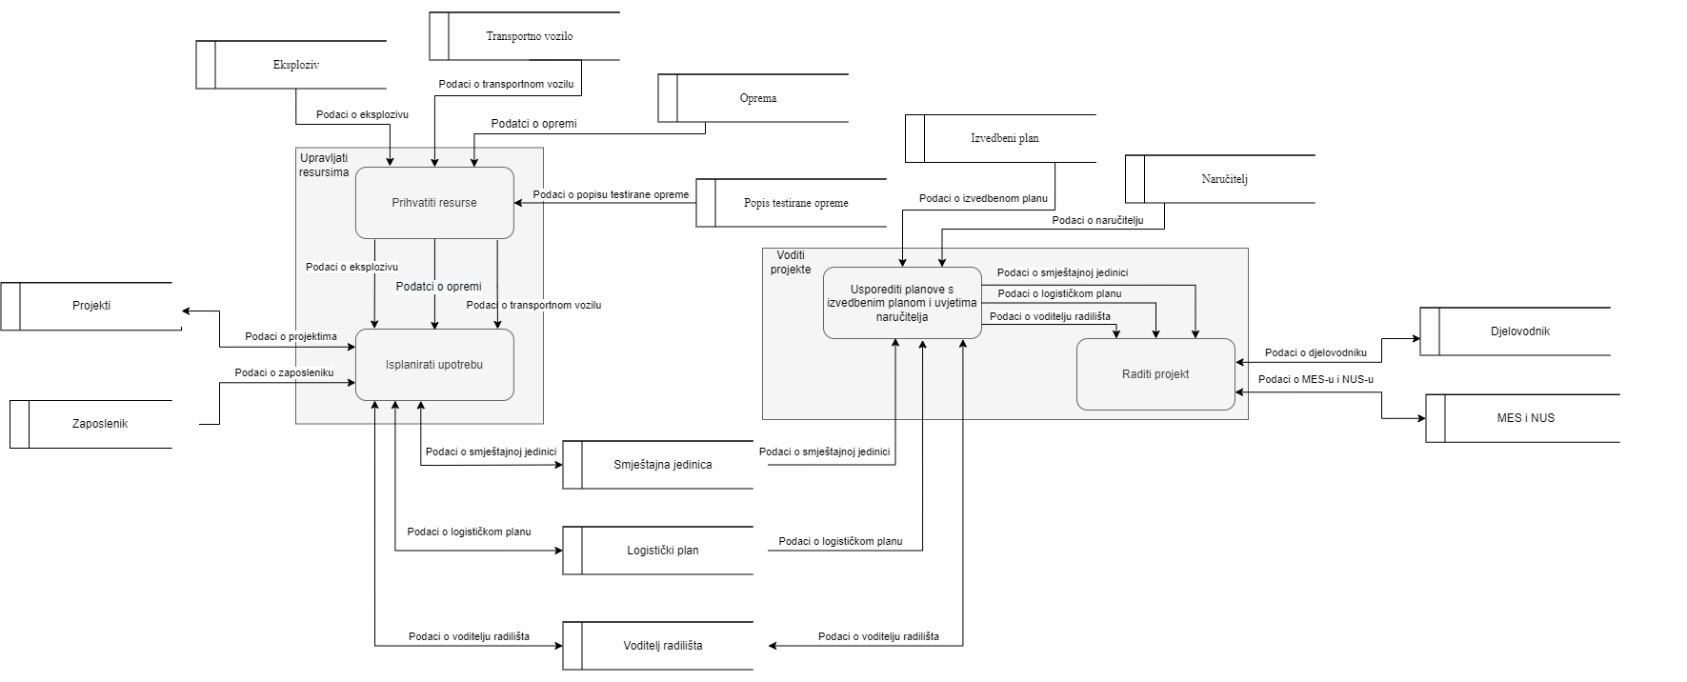 Transportno vozilo
Eksploziv
Podaci o transportnom vozilu
Oprema
Podaci o eksplozivu
Podatci o opremi
Izvedbeni plan
Upravljati
resursima
Naručitelj
Podaci o popisu testirane opreme
Prihvatiti resurse
Popis testirane opreme
Podaci o izvedbenom planu
Podaci o naručitelju
Voditi
projekte
Podaci o eksplozivu
Podatci o opremi
Podaci o transportnom vozilu
Podaci o smještajnoj jedinici
Usporediti planove s
izvedbenim planom i uvjetima
naručitelja
Podaci o logističkom planu
Podaci o voditelju radilišta
Projekti
Djelovodnik
Podaci o projektima
Podaci o djelovodniku
Isplanirati upotrebu
Podaci o zaposleniku
Raditi projekt
Podaci o MES-u i NUS-u
Zaposlenik
MES i NUS
Podaci o smještajnoj jedinici
Smještajna jedinica
Podaci o smještajnoj jedinici
Podaci o logističkom planu
Logistički plan
Podaci o logističkom planu
Podaci o voditelju radilišta
Voditelj radilišta
Podaci o voditelju radilišta